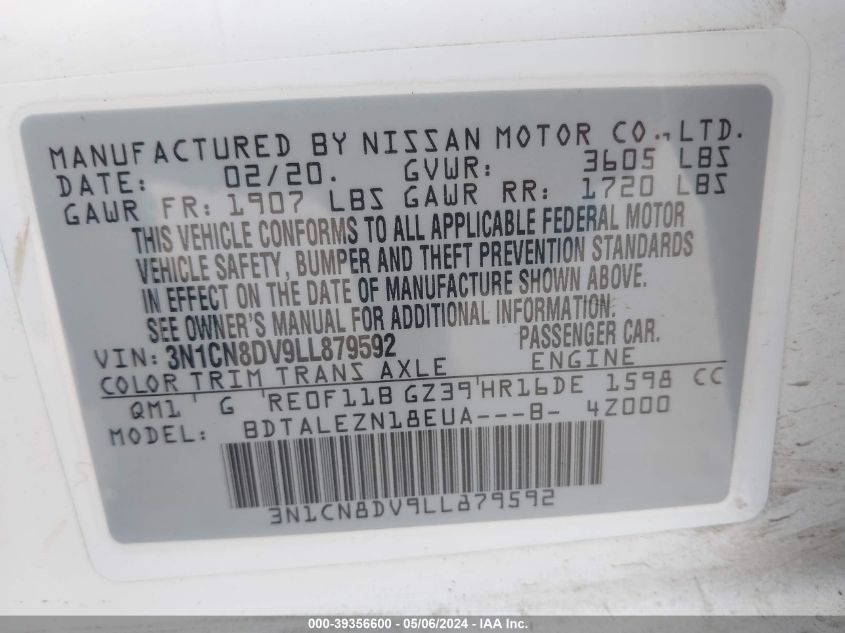 MANUFACTURED BY NISSAN MOTOR CO., LTD.
DATE: 02/20. GVWR: 3605 LBS
GAWR FR: 1907 LBS GAWR RR: 1720 LBS
THIS VEHICLE CONFORMS TO ALL APPLICABLE FEDERAL MOTOR
VEHICLE SAFETY, BUMPER AND THEFT PREVENTION STANDARDS
IN EFFECT ON THE DATE OF MANUFACTURE SHOWN ABOVE.
SEE OWNER'S MANUAL FOR ADDITIONAL INFORMATION.
VIN: 3N1CN8DV9LL879592 PASSENGER CAR.
COLOR TRIM TRANS AXLE ENGINE
QM1 G RE0F11B GZ39 HR16DE 1598 CC
MODEL: BDTALEZN18EUA---B- 4Z000
3N1CN8DV9LL879592
000-39356600 - 05/06/2024 - IAA Inc.